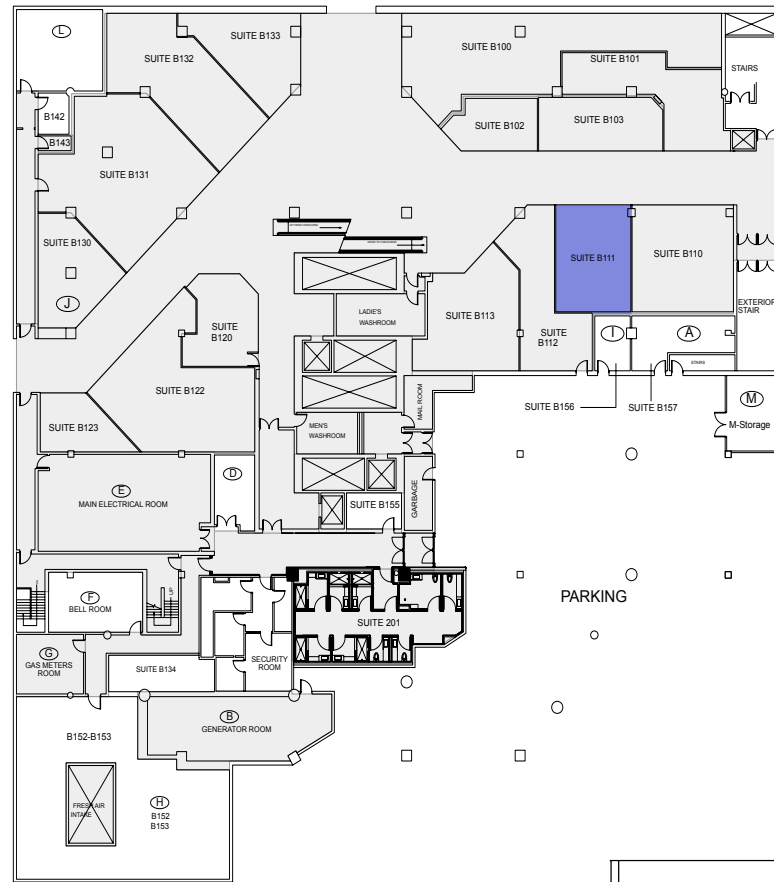 L
SUITE B133
SUITE B132
SUITE B100
SUITE B101
STAIRS
B142
SUITE B102
SUITE B103
B143
SUITE B131
SUITE B130
J
SUITE B111
SUITE B110
EXTERIOR
STAIR
LADIE'S
WASHROOM
SUITE B113
SUITE
B120
SUITE
B112
I
A
STAIRS
SUITE B122
SUITE B123
MAIL ROOM
SUITE B156
SUITE B157
M
M-Storage
MEN'S
WASHROOM
D
E
MAIN ELECTRICAL ROOM
GARBAGE
SUITE B155
F
BELL ROOM
UP
PARKING
SUITE 201
G
GAS METERS
ROOM
SUITE B134
SECURITY
ROOM
B
GENERATOR ROOM
B152-B153
H
FRESH AIR
INTAKE
B152
B153